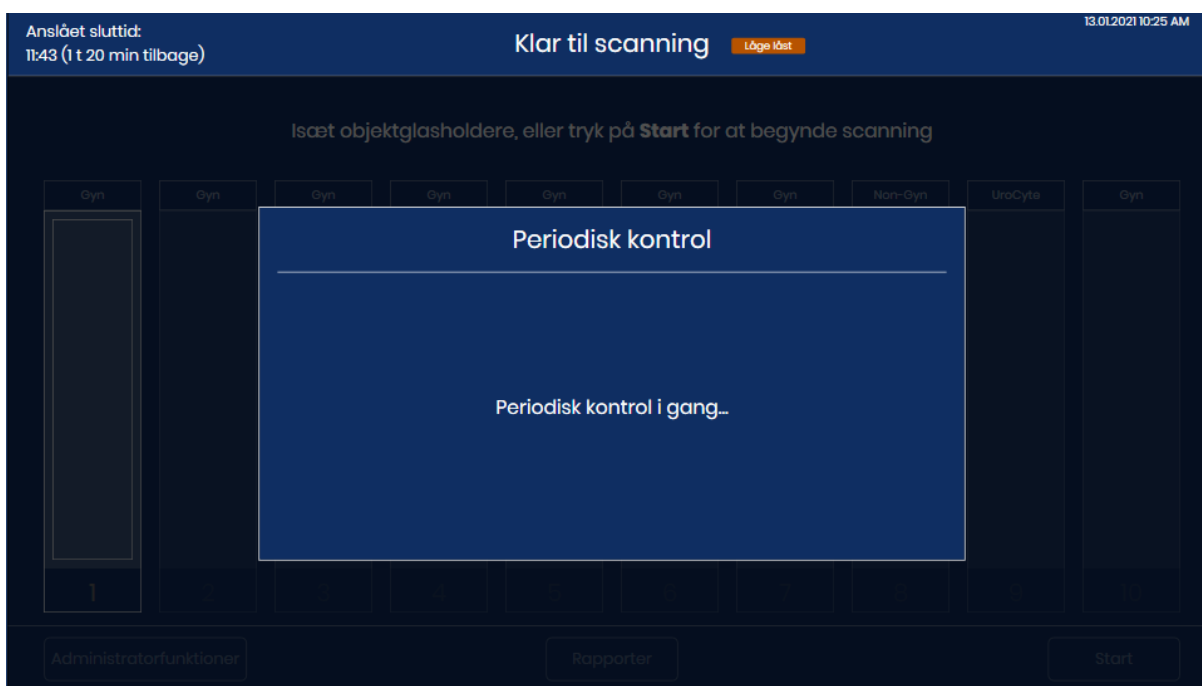 Anslået sluttid:
11:43 (1 t 20 min tilbage)
Klar til scanning
Låge låst
13.01.2021 10:25 AM
Isæt objektglasholdere, eller tryk på Start for at begynde scanning
Gyn Gyn Gyn Gyn Gyn Gyn Gyn Non-Gyn UroCyte Gyn
Periodisk kontrol
Periodisk kontrol i gang...
1 2 3 4 5 6 7 8 9 10
Administratorfunktioner Rapporter Start